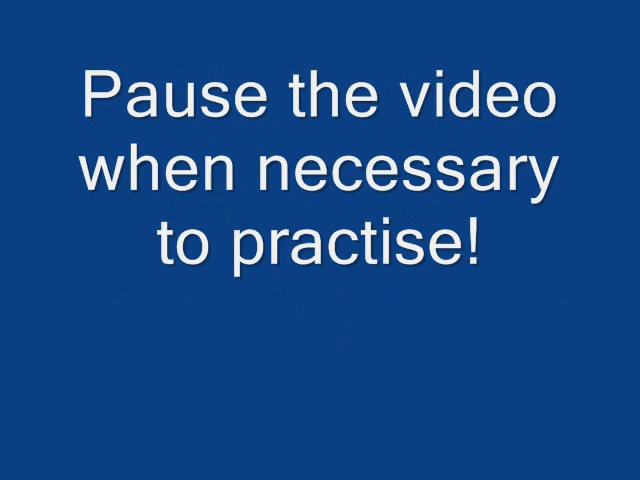 Pause the video
when necessary
to practise!